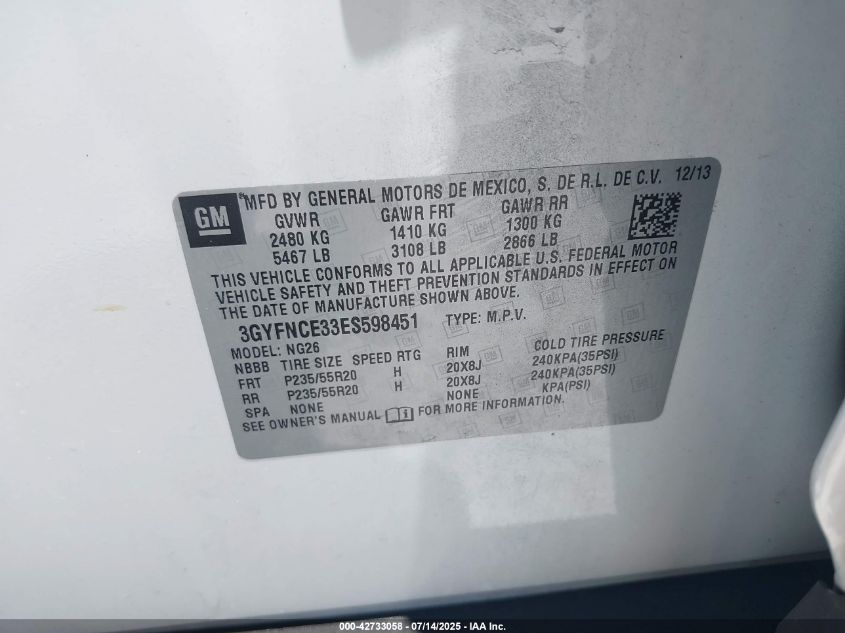 GM
*MFD BY GENERAL MOTORS DE MEXICO, S. DE R.L. DE C.V. 12/13
GVWR GAWR FRT GAWR RR
2480 KG 1410 KG 1300 KG
5467 LB 3108 LB 2866 LB
THIS VEHICLE CONFORMS TO ALL APPLICABLE U.S. FEDERAL MOTOR
VEHICLE SAFETY AND THEFT PREVENTION STANDARDS IN EFFECT ON
THE DATE OF MANUFACTURE SHOWN ABOVE.
3GYFNCE33ES598451 TYPE: M.P.V.
MODEL: NG26
NBBB TIRE SIZE SPEED RTG RIM COLD TIRE PRESSURE
FRT P235/55R20 H 20X8J 240KPA(35PSI)
RR P235/55R20 H 20X8J 240KPA(35PSI)
SPA NONE NONE KPA(PSI)
SEE OWNER'S MANUAL FOR MORE INFORMATION.
000-42733058 - 07/14/2025 - IAA Inc.